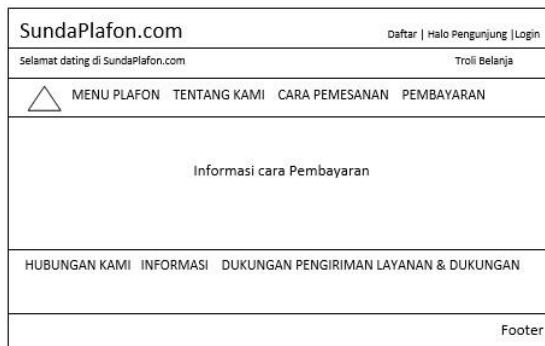 SundaPlafon.com
Daftar | Halo Pengunjung |Login
Selamat dating di SundaPlafon.com
Troli Belanja
MENU PLAFON TENTANG KAMI CARA PEMESANAN PEMBAYARAN
Informasi cara Pembayaran
HUBUNGAN KAMI INFORMASI DUKUNGAN PENGIRIMAN LAYANAN & DUKUNGAN
Footer